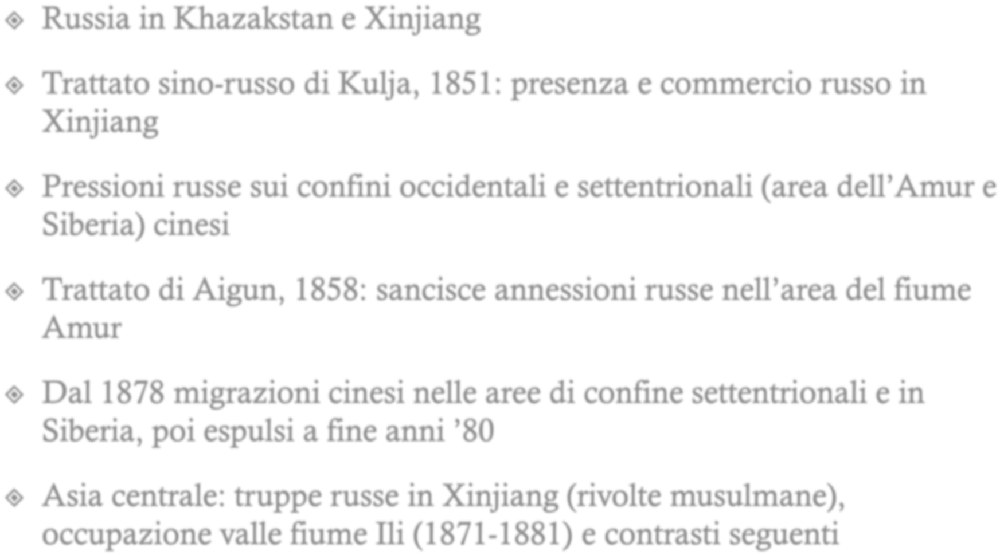 Russia in Khazakstan e Xinjiang
Trattato sino-russo di Kulja, 1851: presenza e commercio russo in
Xinjiang
Pressioni russe sui confini occidentali e settentrionali (area dell’Amur e
Siberia) cinesi
Trattato di Aigun, 1858: sancisce annessioni russe nell’area del fiume
Amur
Dal 1878 migrazioni cinesi nelle aree di confine settentrionali e in
Siberia, poi espulsi a fine anni ’80
Asia centrale: truppe russe in Xinjiang (rivolte musulmane),
occupazione valle fiume Ili (1871-1881) e contrasti seguenti